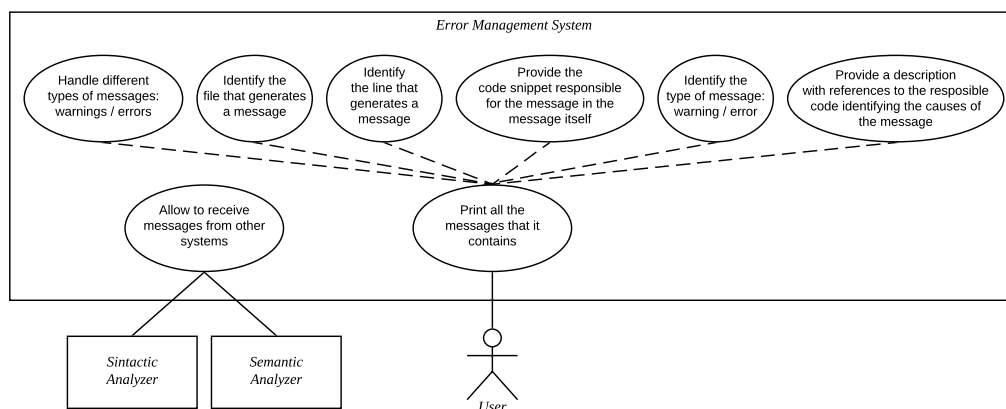 Error Management System
Handle different
types of messages:
warnings / errors
Identify the
file that generates
a message
Identify
the line that
generates a
message
Provide the
code snippet responsible
for the message in the
message itself
Identify the
type of message:
warning / error
Provide a description
with references to the resposible
code identifying the causes of
the message
Allow to receive
messages from other
systems
Print all the
messages that it
contains
Sintactic
Analyzer
Semantic
Analyzer
User